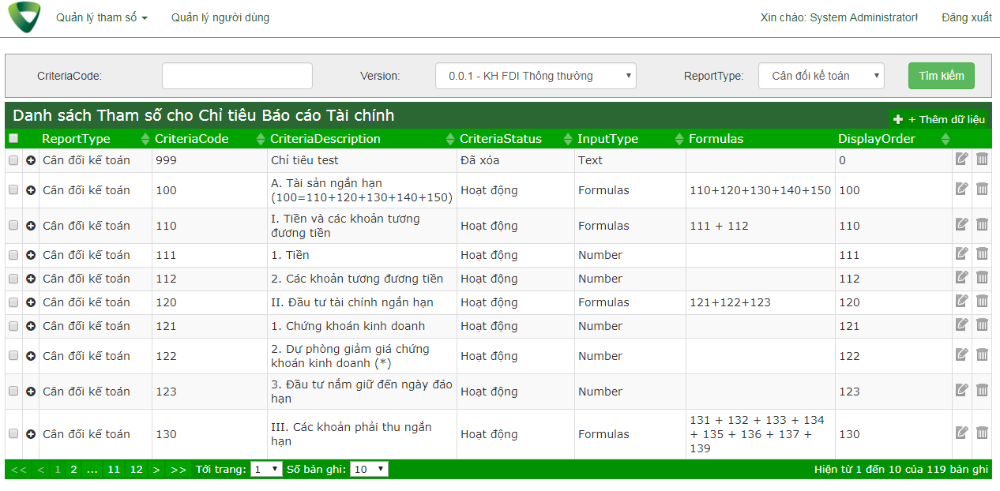 Quản lý tham số Quản lý người dùng Xin chào: System Administrator! Đăng xuất
CriteriaCode: Version: 0.0.1 - KH FDI Thông thường ReportType: Cân đối kế toán Tìm kiếm
Danh sách Tham số cho Chỉ tiêu Báo cáo Tài chính
+ Thêm dữ liệu
ReportType CriteriaCode CriteriaDescription CriteriaStatus InputType Formulas DisplayOrder
Cân đối kế toán 999 Chỉ tiêu test Đã xóa Text 0
A. Tài sản ngắn hạn
Cân đối kế toán 100 (100=110+120+130+140+150) Hoạt động Formulas 110+120+130+140+150 100
I. Tiền và các khoản tương
Cân đối kế toán 110 đương tiền Hoạt động Formulas 111 + 112 110
Cân đối kế toán 111 1. Tiền Hoạt động Number 111
Cân đối kế toán 112 2. Các khoản tương đương tiền Hoạt động Number 112
Cân đối kế toán 120 II. Đầu tư tài chính ngắn hạn Hoạt động Formulas 121+122+123 120
Cân đối kế toán 121 1. Chứng khoán kinh doanh Hoạt động Number 121
2. Dự phòng giảm giá chứng
Cân đối kế toán 122 khoán kinh doanh (*) Hoạt động Number 122
3. Đầu tư nắm giữ đến ngày đáo
Cân đối kế toán 123 hạn Hoạt động Number 123
131 + 132 + 133 + 134
Cân đối kế toán 130 III. Các khoản phải thu ngắn Hoạt động Formulas + 135 + 136 + 137 + 130
hạn 139
<< < 1 2 ... 11 12 > >> Tới trang: 1 Số bản ghi: 10 Hiện từ 1 đến 10 của 119 bản ghi